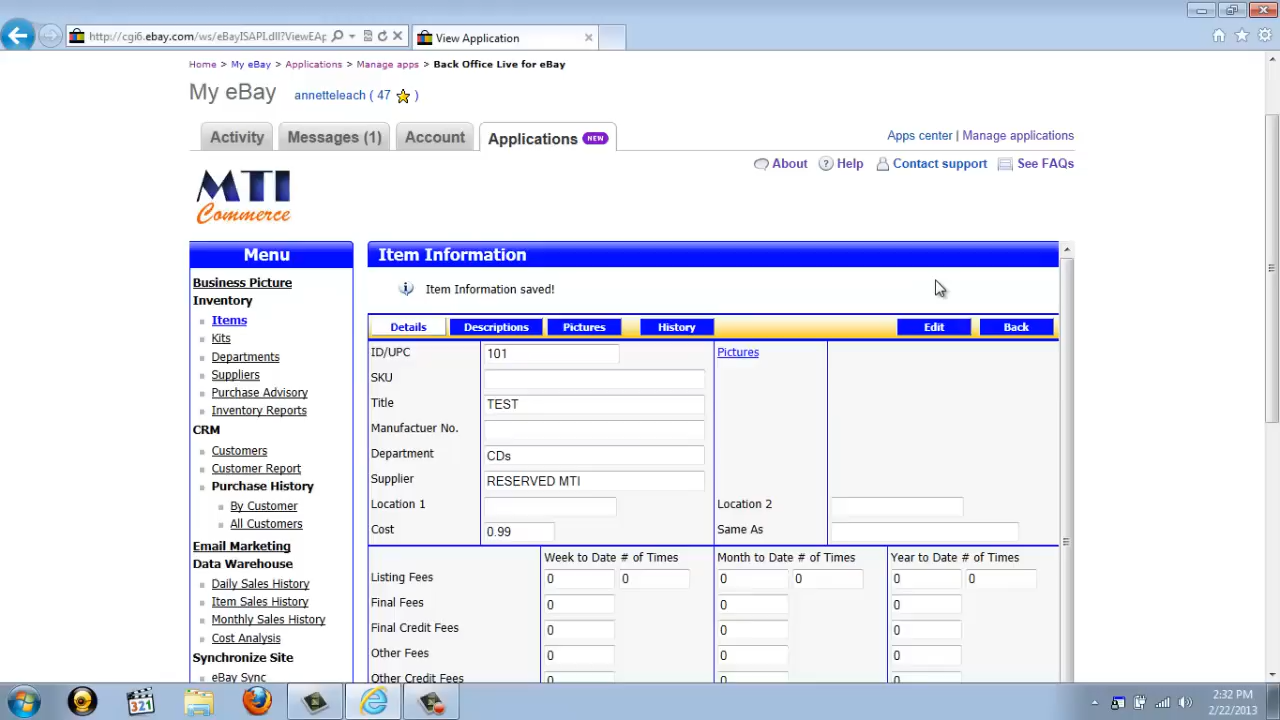 http://cgi6.ebay.com/ws/eBayISAPI.dll?ViewEAp
View Application
Home > My eBay > Applications > Manage apps > Back Office Live for eBay
My eBay annetteleach ( 47 )
Activity Messages (1) Account Applications NEW
Apps center | Manage applications
About Help Contact support See FAQs
MTI
Commerce
Menu
Business Picture
Inventory
Items
Kits
Departments
Suppliers
Purchase Advisory
Inventory Reports
CRM
Customers
Customer Report
Purchase History
By Customer
All Customers
Email Marketing
Data Warehouse
Daily Sales History
Item Sales History
Monthly Sales History
Cost Analysis
Synchronize Site
eBay Sync
Item Information
Item Information saved!
Details Descriptions Pictures History Edit Back
ID/UPC 101 Pictures
SKU
Title TEST
Manufactuer No.
Department CDs
Supplier RESERVED MTI
Location 1 Location 2
Cost 0.99 Same As
Week to Date # of Times Month to Date # of Times Year to Date # of Times
Listing Fees 0 0 0 0 0 0
Final Fees 0 0 0
Final Credit Fees 0 0 0
Other Fees 0 0 0
Other Credit Fees 0 0 0
321
2:32 PM
2/22/2013